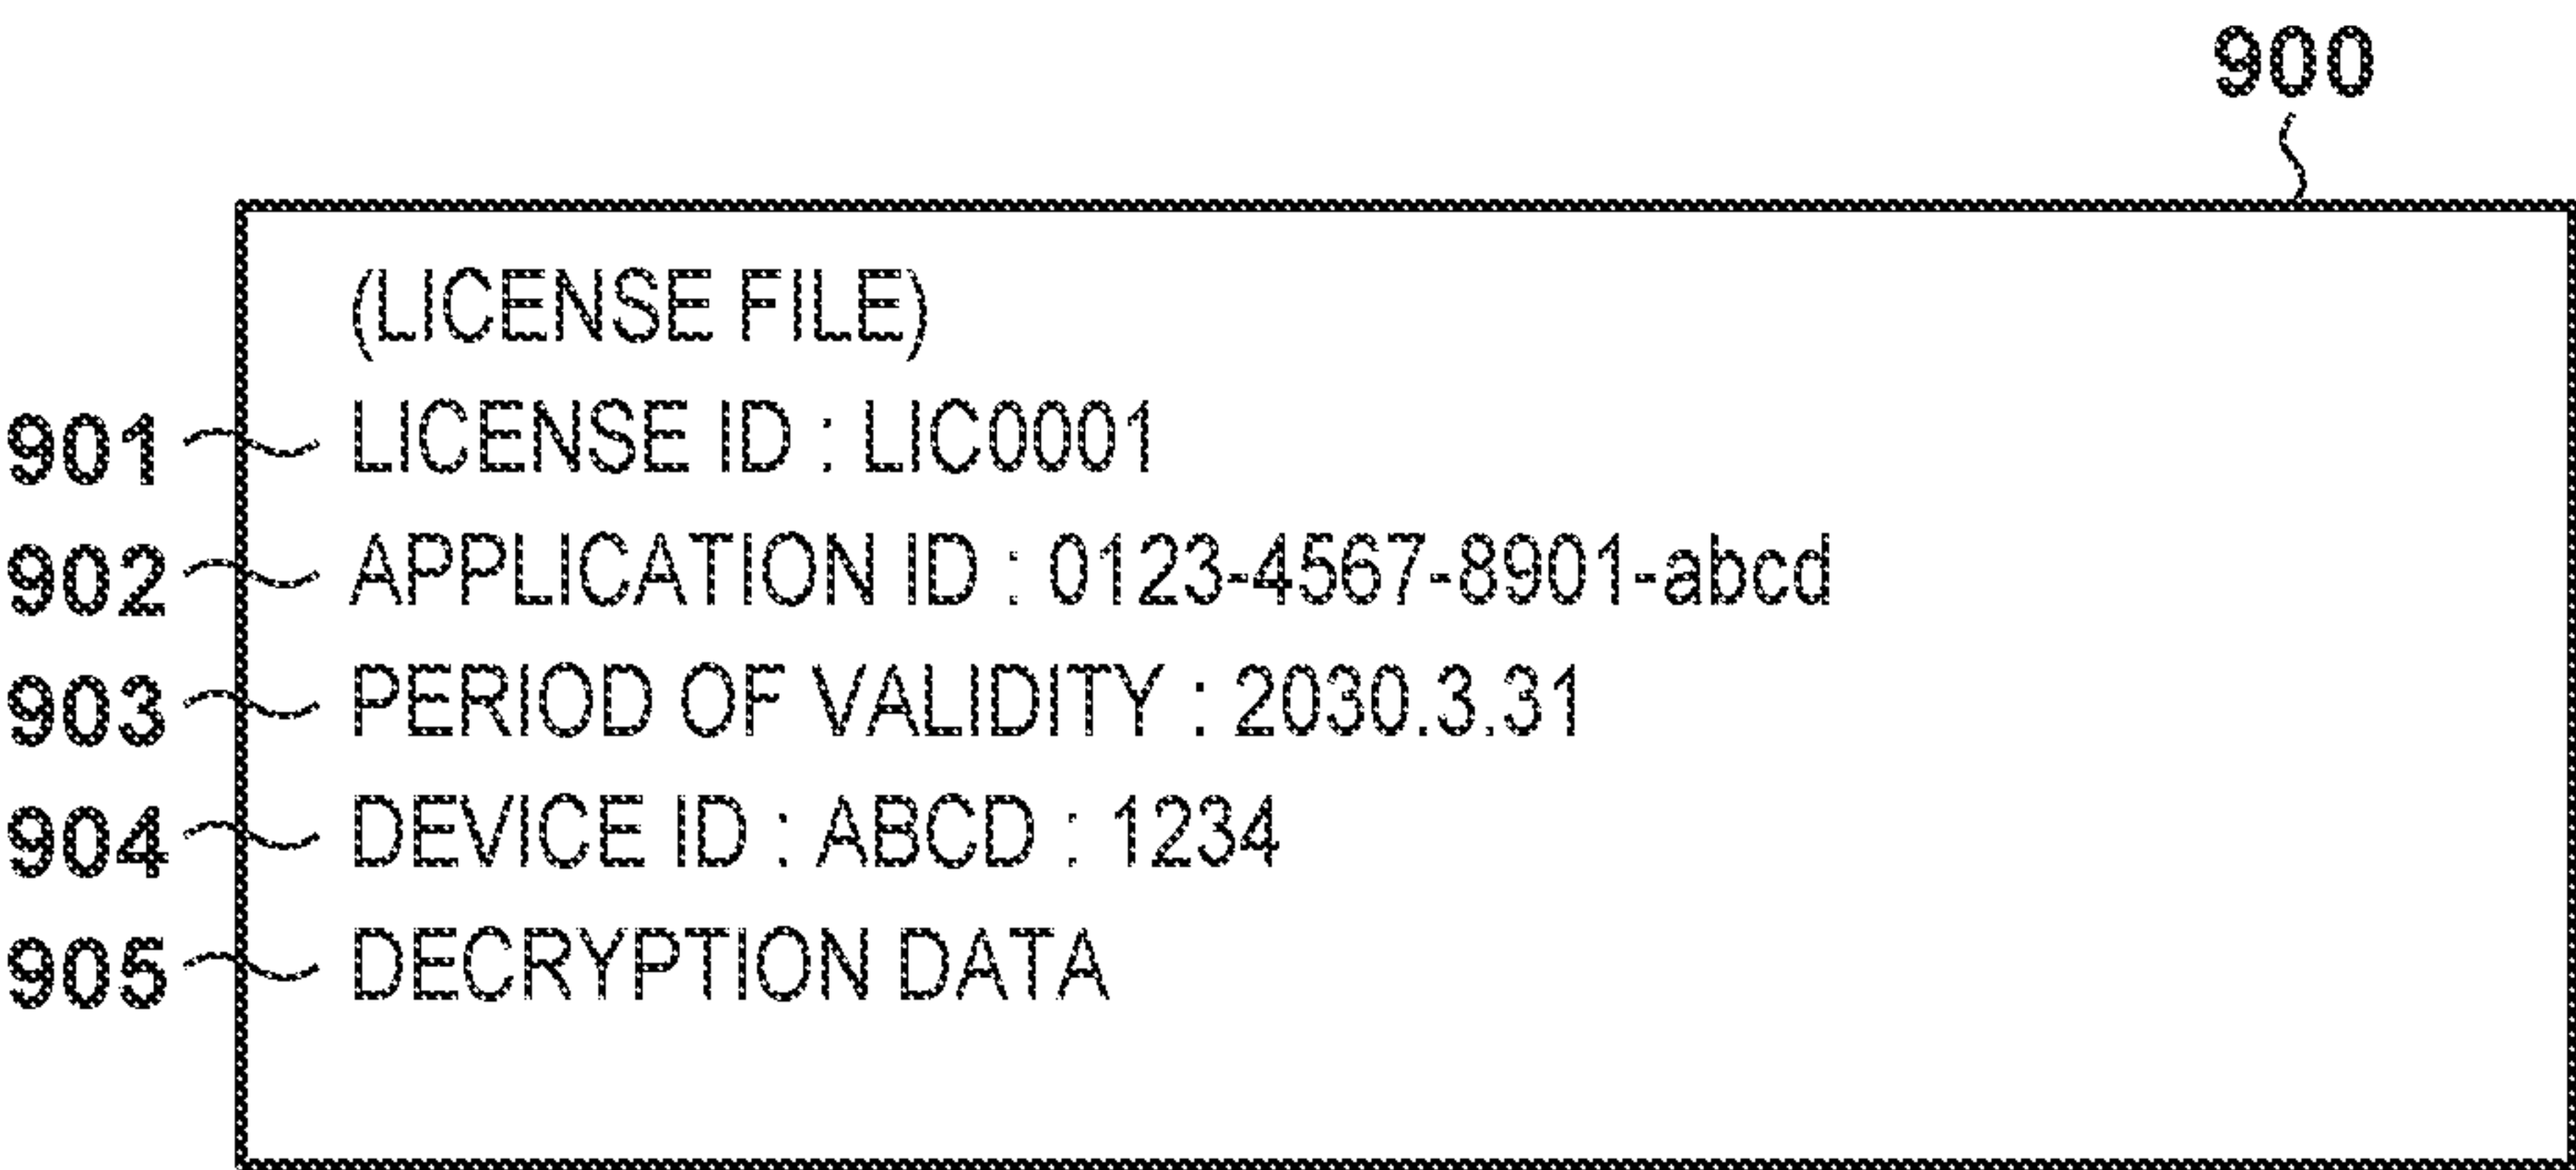 900
(LICENSE FILE)
901 LICENSE ID : LIC0001
902 APPLICATION ID : 0123-4567-8901-abcd
903 PERIOD OF VALIDITY : 2030.3.31
904 DEVICE ID : ABCD : 1234
905 DECRYPTION DATA